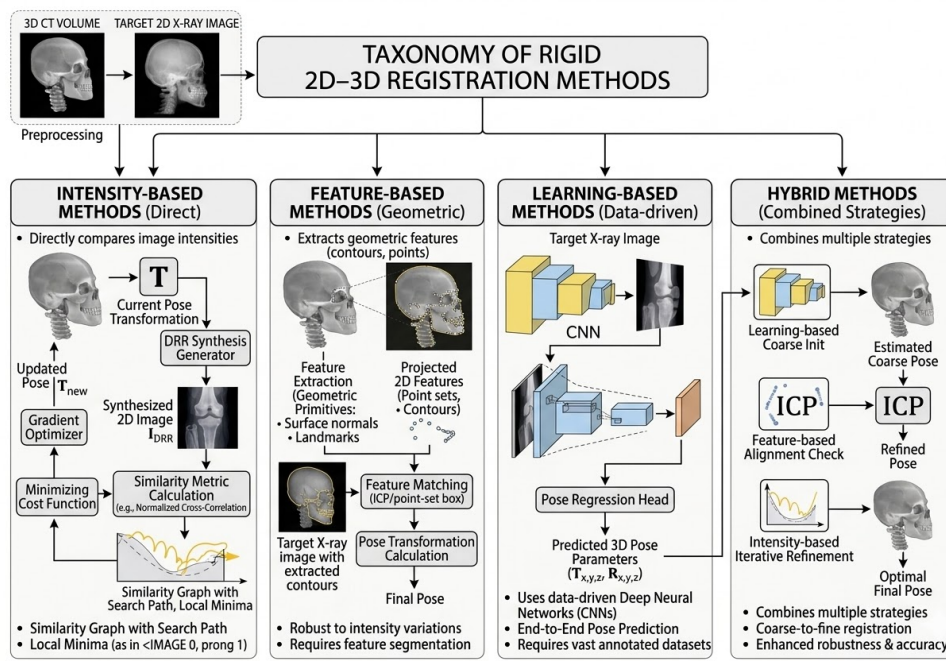 3D CT VOLUME
TARGET 2D X-RAY IMAGE
Preprocessing
TAXONOMY OF RIGID
2D–3D REGISTRATION METHODS
INTENSITY-BASED
METHODS (Direct)
• Directly compares image intensities
T
Current Pose
Transformation
DRR Synthesis
Generator
Updated
Pose
T_new
Synthesized
2D Image
I_DRR
Gradient
Optimizer
Minimizing
Cost Function
Similarity Metric
Calculation
(e.g., Normalized Cross-Correlation
Similarity Graph with
Search Path, Local Minima
• Similarity Graph with Search Path
• Local Minima (as in <IMAGE 0, prong 1)
FEATURE-BASED
METHODS (Geometric)
• Extracts geometric features
(contours, points)
Feature
Extraction
(Geometric
Primitives:
• Surface normals
• Landmarks
Projected
2D Features
(Point sets,
• Contours)
Feature Matching
(ICP/point-set box)
Target X-ray
image with
extracted
contours
Pose Transformation
Calculation
Final Pose
• Robust to intensity variations
• Requires feature segmentation
LEARNING-BASED
METHODS (Data-driven)
Target X-ray Image
CNN
Pose Regression Head
Predicted 3D Pose
Parameters
(T_x,y,z, R_x,y,z)
• Uses data-driven Deep Neural
Networks (CNNs)
• End-to-End Pose Prediction
• Requires vast annotated datasets
HYBRID METHODS
(Combined Strategies)
• Combines multiple strategies
Learning-based
Coarse Init
Estimated
Coarse Pose
ICP
Feature-based
Alignment Check
ICP
Refined
Pose
Intensity-based
Iterative Refinement
Optimal
Final Pose
• Combines multiple strategies
• Coarse-to-fine registration
• Enhanced robustness & accuracy